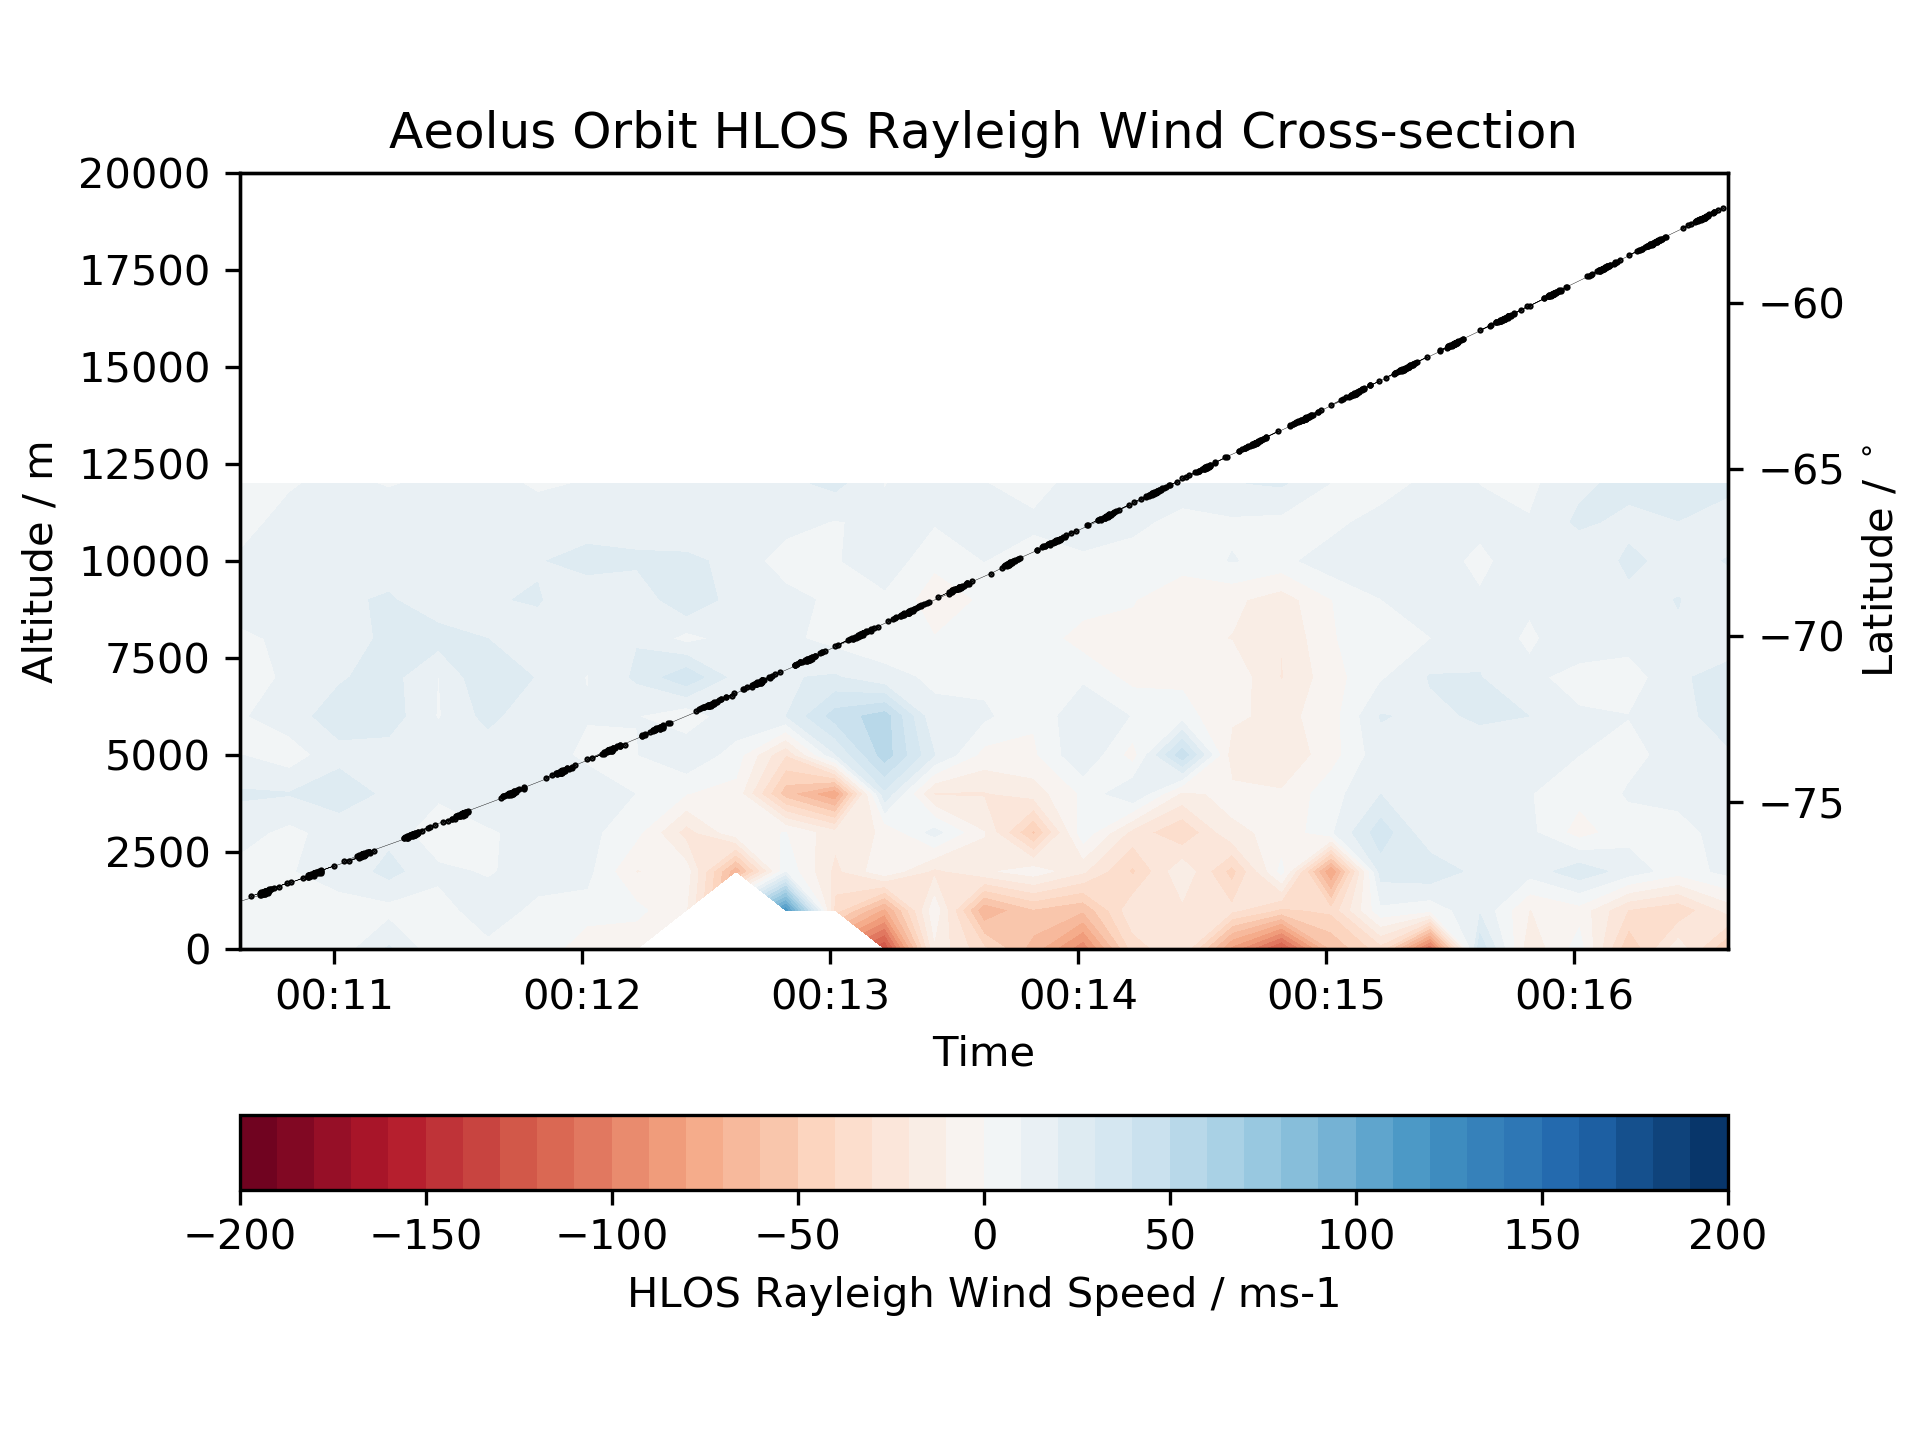 Aeolus Orbit HLOS Rayleigh Wind Cross-section
20000
17500
15000
12500
10000
7500
5000
2500
0
Altitude / m
−60
−65
−70
−75
Latitude / °
00:11 00:12 00:13 00:14 00:15 00:16
Time
−200 −150 −100 −50 0 50 100 150 200
HLOS Rayleigh Wind Speed / ms-1